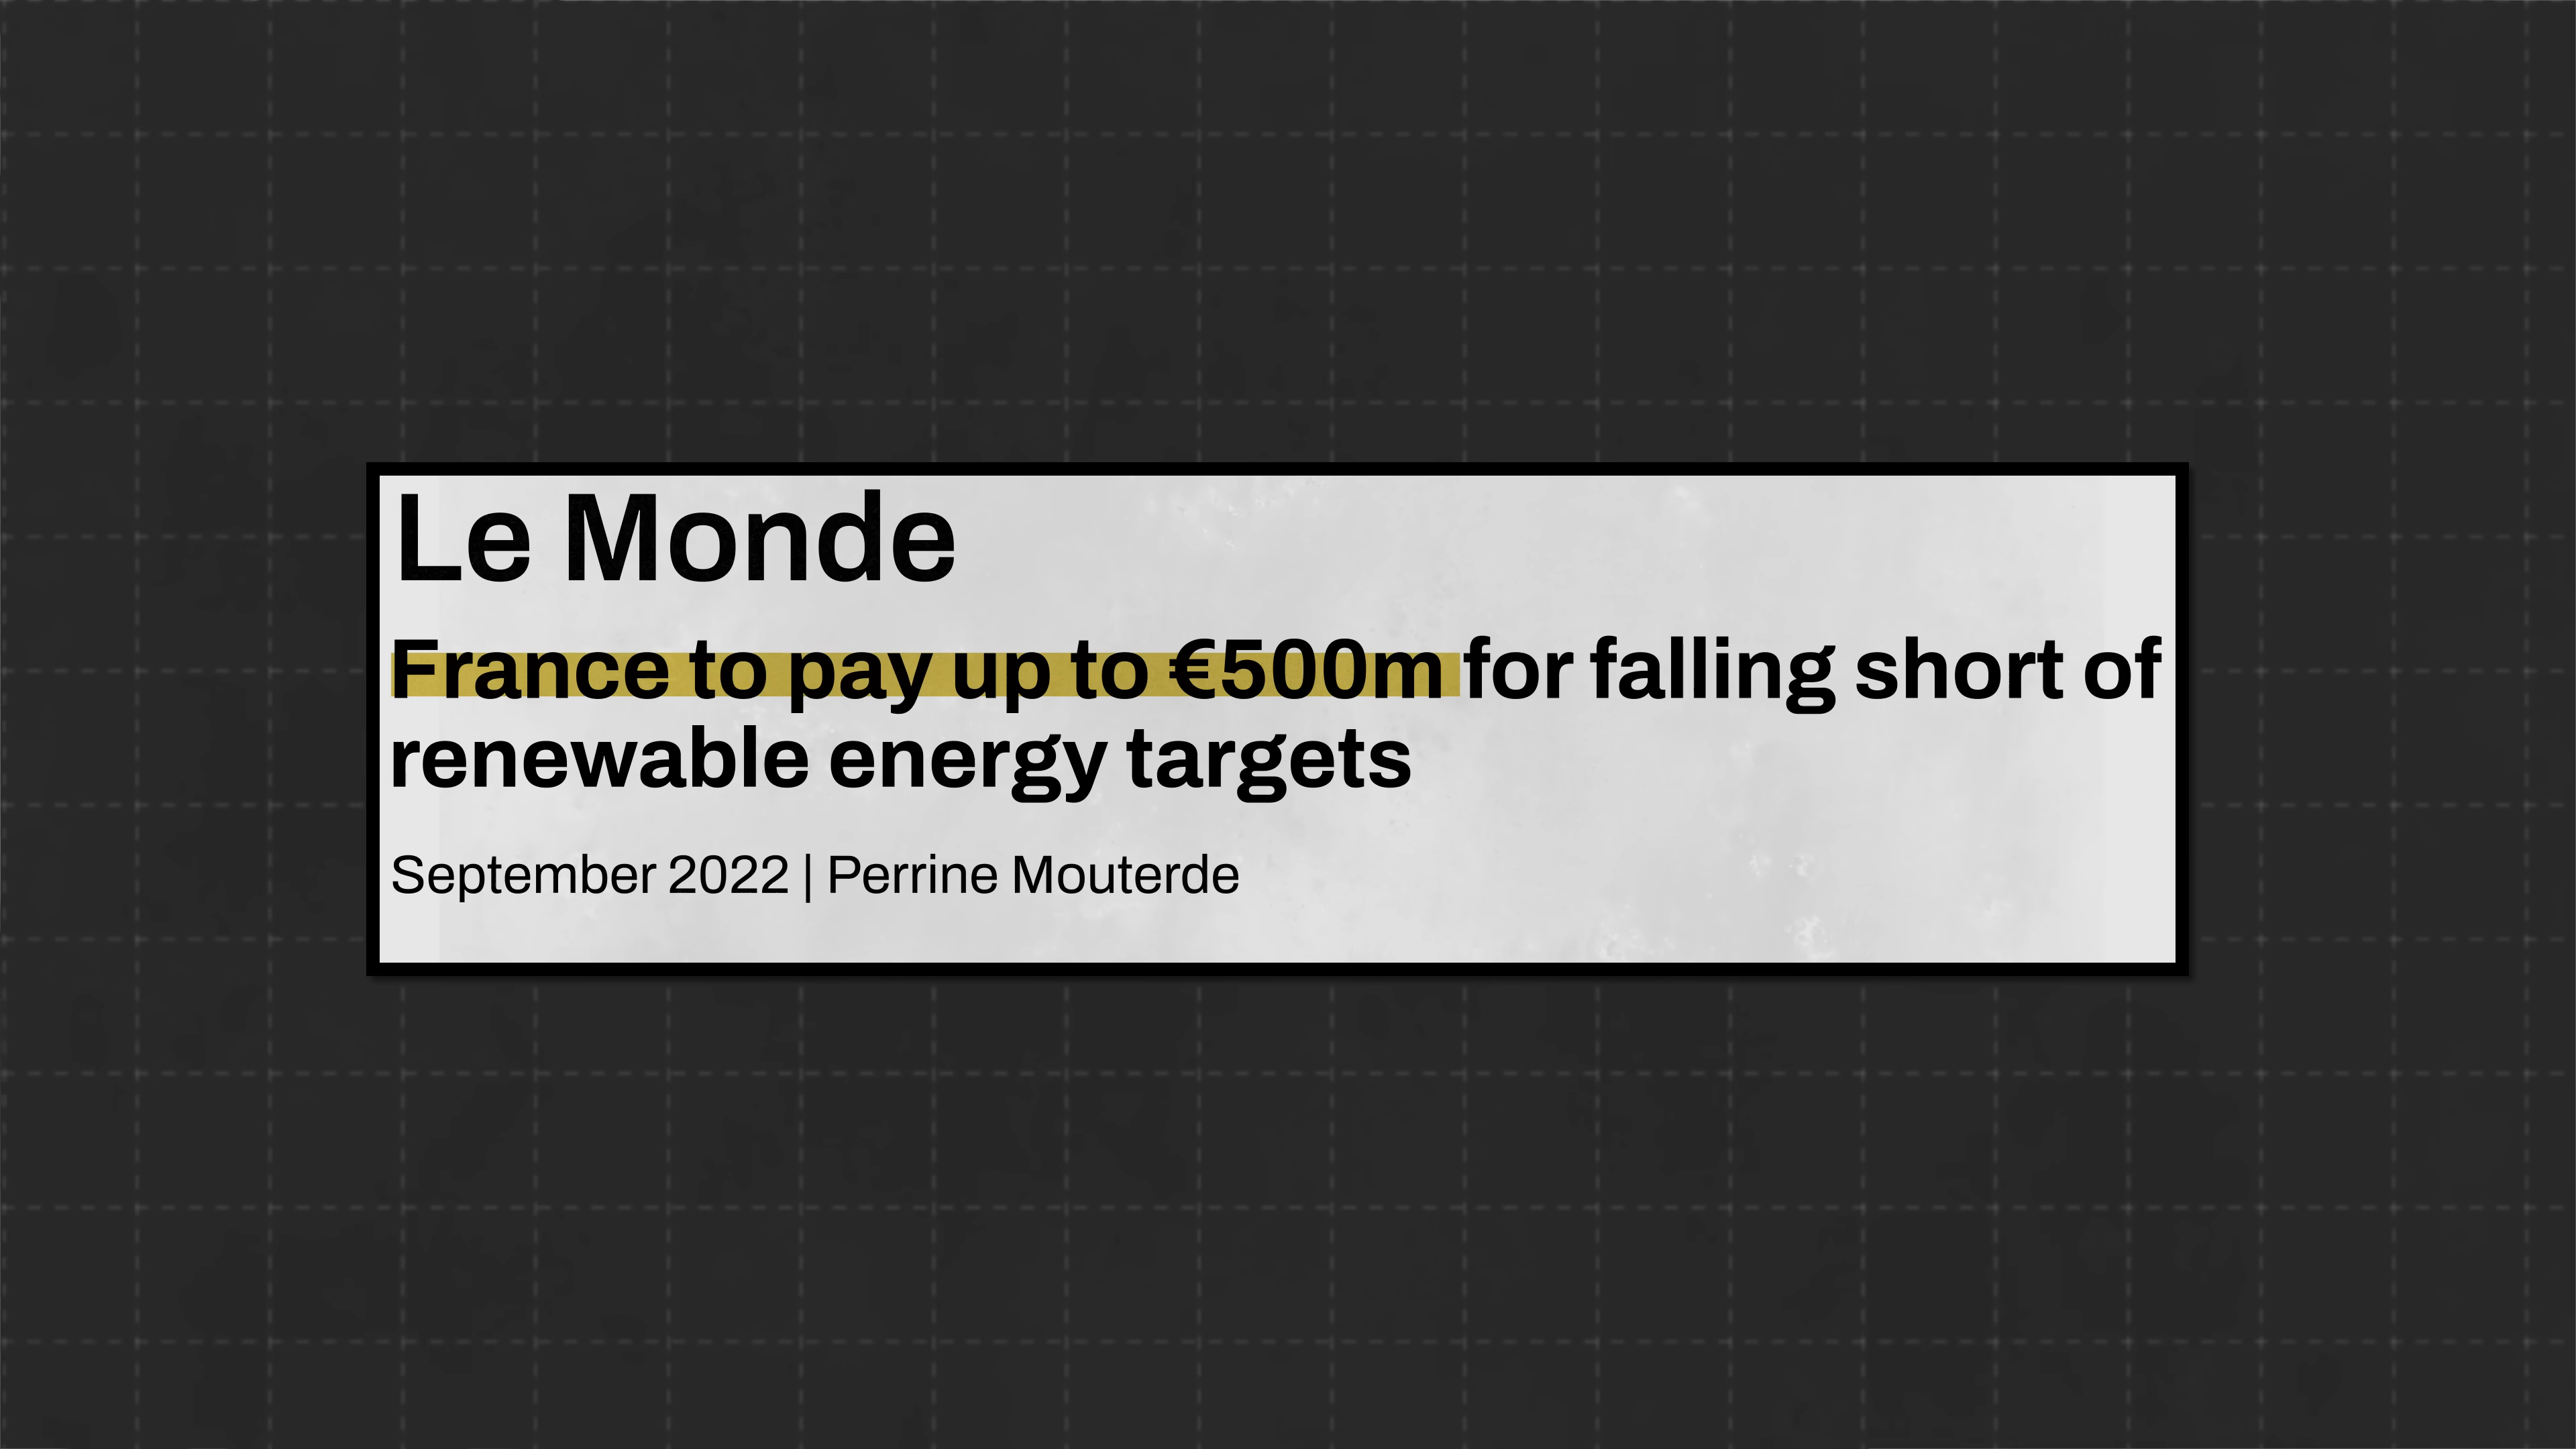 Le Monde
France to pay up to €500m for falling short of
renewable energy targets
September 2022 | Perrine Mouterde